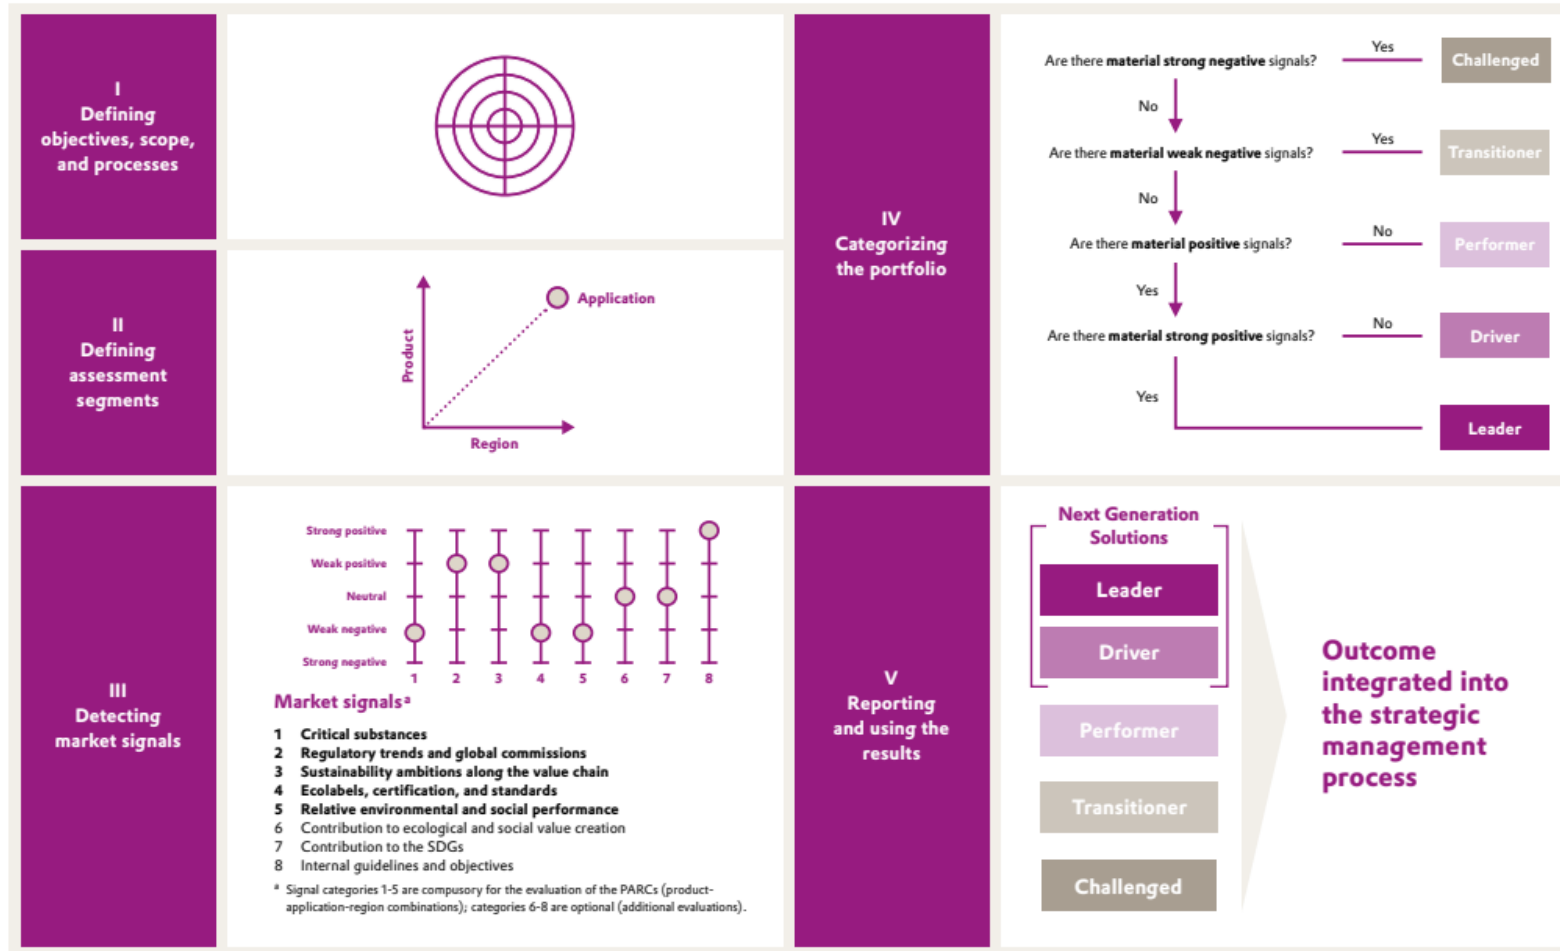 I
Defining
objectives, scope,
and processes
II
Defining
assessment
segments
Product
Application
Region
III
Detecting
market signals
Strong positive
Weak positive
Neutral
Weak negative
Strong negative
1 2 3 4 5 6 7 8
Market signals a
1 Critical substances
2 Regulatory trends and global commissions
3 Sustainability ambitions along the value chain
4 Ecolabels, certification, and standards
5 Relative environmental and social performance
6 Contribution to ecological and social value creation
7 Contribution to the SDGs
8 Internal guidelines and objectives
a Signal categories 1-5 are compusory for the evaluation of the PARCs (product-
application-region combinations); categories 6-8 are optional (additional evaluations).
IV
Categorizing
the portfolio
Are there material strong negative signals? Yes Challenged
No
Are there material weak negative signals? Yes Transitioner
No
Are there material positive signals? No Performer
Yes
Are there material strong positive signals? No Driver
Yes
Leader
V
Reporting
and using the
results
Next Generation
Solutions
Leader
Driver
Performer
Transitioner
Challenged
Outcome
integrated into
the strategic
management
process